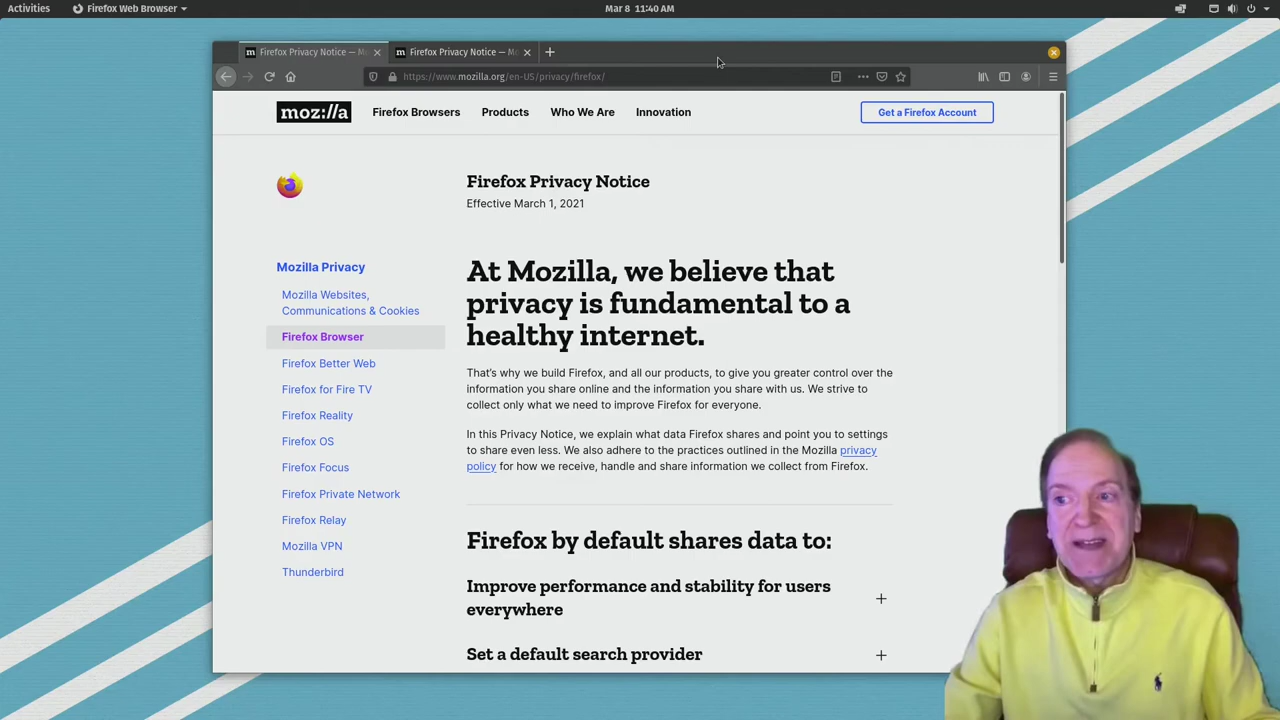 Activities
Firefox Web Browser
Mar 8 11:40 AM
Firefox Privacy Notice — M
Firefox Privacy Notice — M
https://www.mozilla.org/en-US/privacy/firefox/
moz://a
Firefox Browsers
Products
Who We Are
Innovation
Get a Firefox Account
Firefox Privacy Notice
Effective March 1, 2021
Mozilla Privacy
Mozilla Websites,
Communications & Cookies
Firefox Browser
Firefox Better Web
Firefox for Fire TV
Firefox Reality
Firefox OS
Firefox Focus
Firefox Private Network
Firefox Relay
Mozilla VPN
Thunderbird
At Mozilla, we believe that
privacy is fundamental to a
healthy internet.
That's why we build Firefox, and all our products, to give you greater control over the
information you share online and the information you share with us. We strive to
collect only what we need to improve Firefox for everyone.
In this Privacy Notice, we explain what data Firefox shares and point you to settings
to share even less. We also adhere to the practices outlined in the Mozilla privacy
policy for how we receive, handle and share information we collect from Firefox.
Firefox by default shares data to:
Improve performance and stability for users
everywhere
Set a default search provider